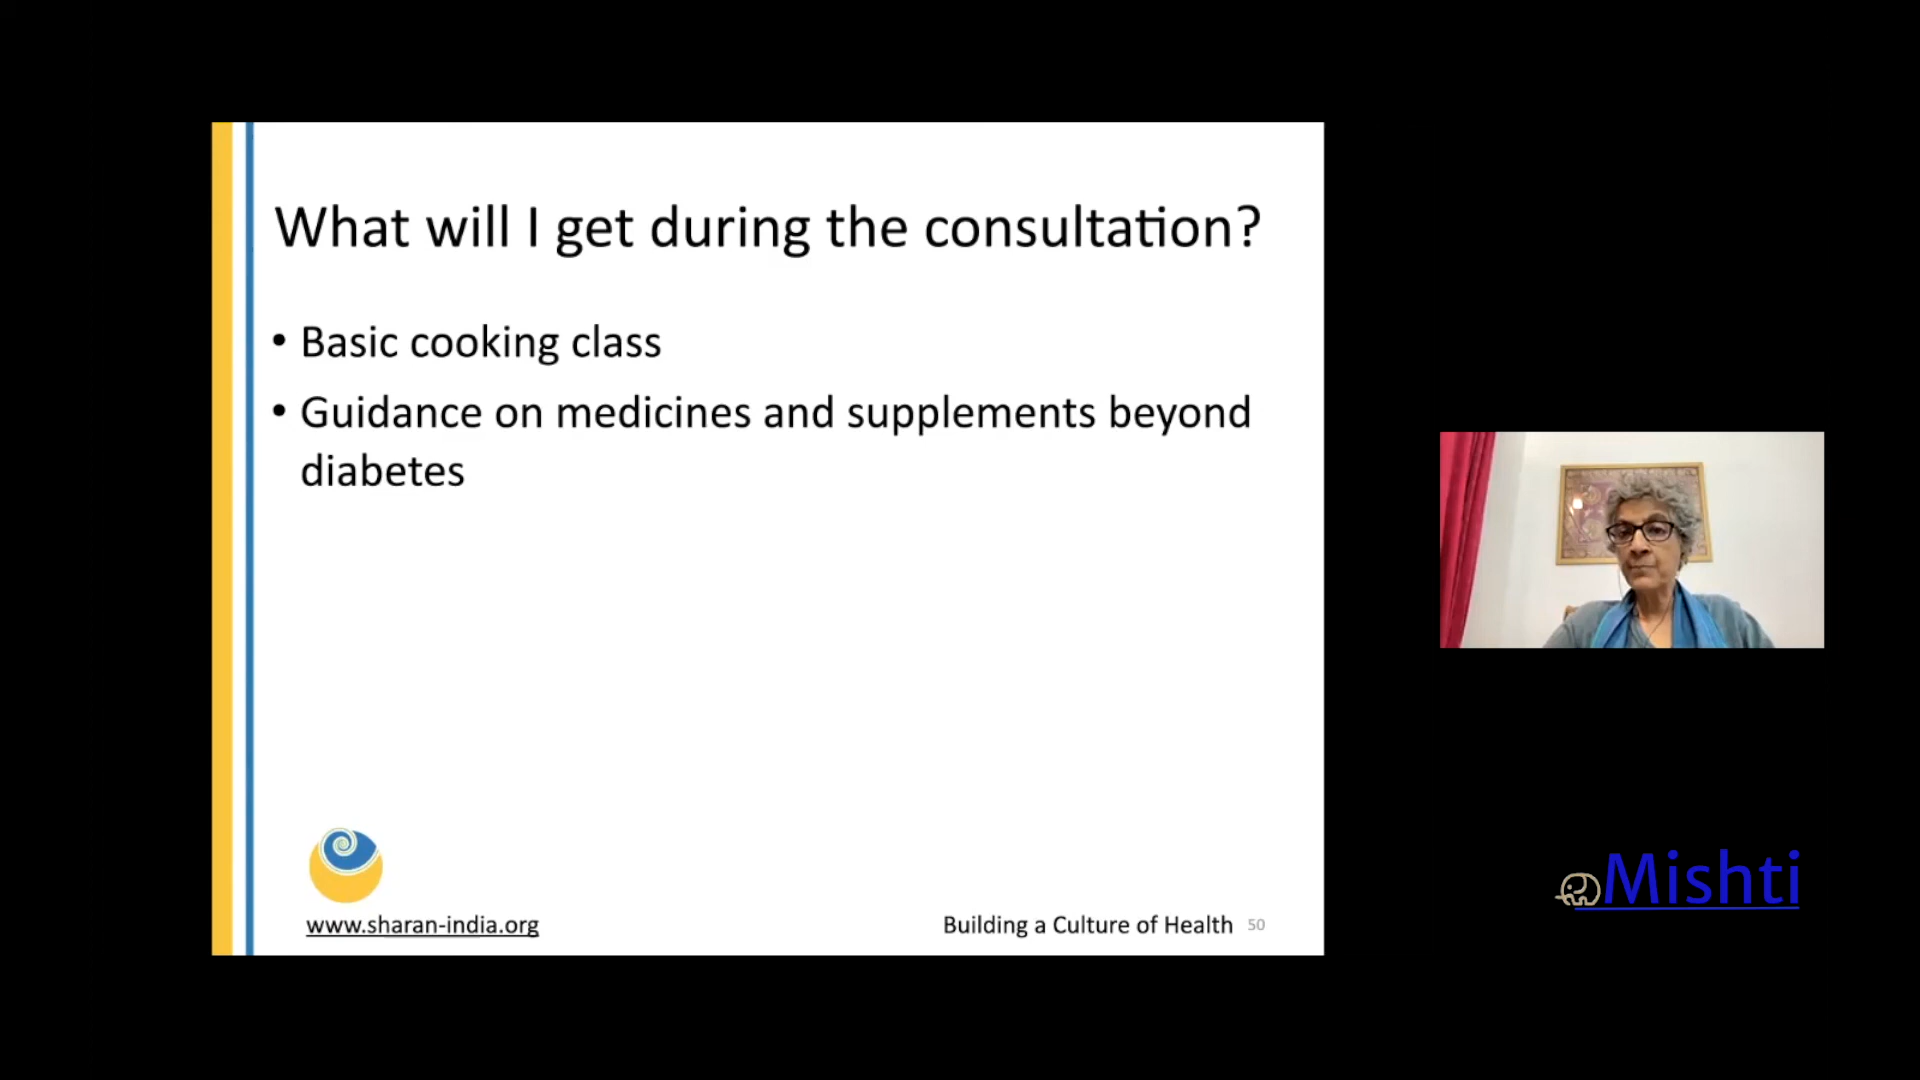 What will I get during the consultation?
• Basic cooking class
• Guidance on medicines and supplements beyond
diabetes
www.sharan-india.org
Building a Culture of Health 50
Mishti